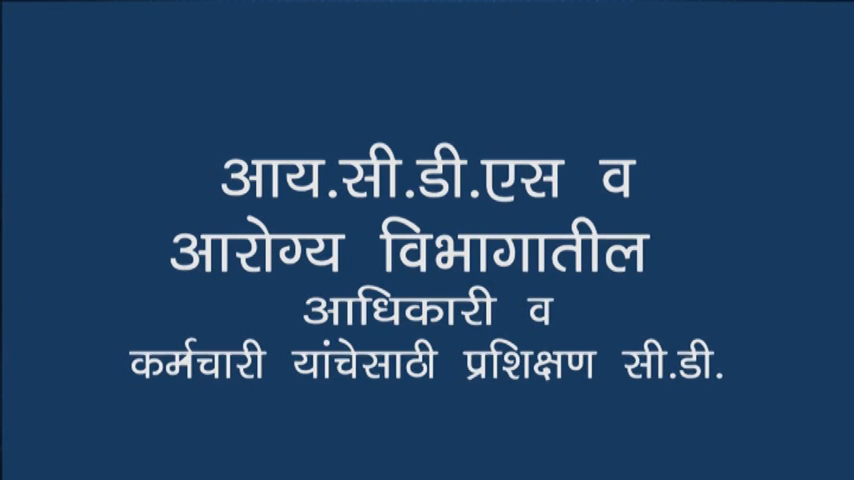 आय.सी.डी.एस व
आरोग्य विभागातील
आधिकारी व
कर्मचारी यांचेसाठी प्रशिक्षण सी.डी.